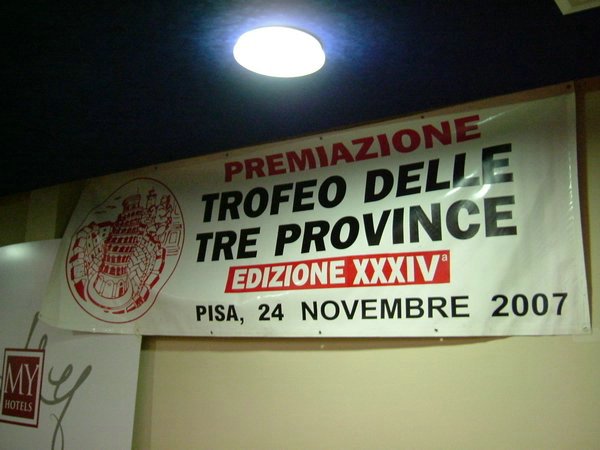 PREMIAZIONE
TROFEO DELLE
TRE PROVINCE
EDIZIONE XXXIVª
PISA, 24 NOVEMBRE 2007
MY
HOTELS